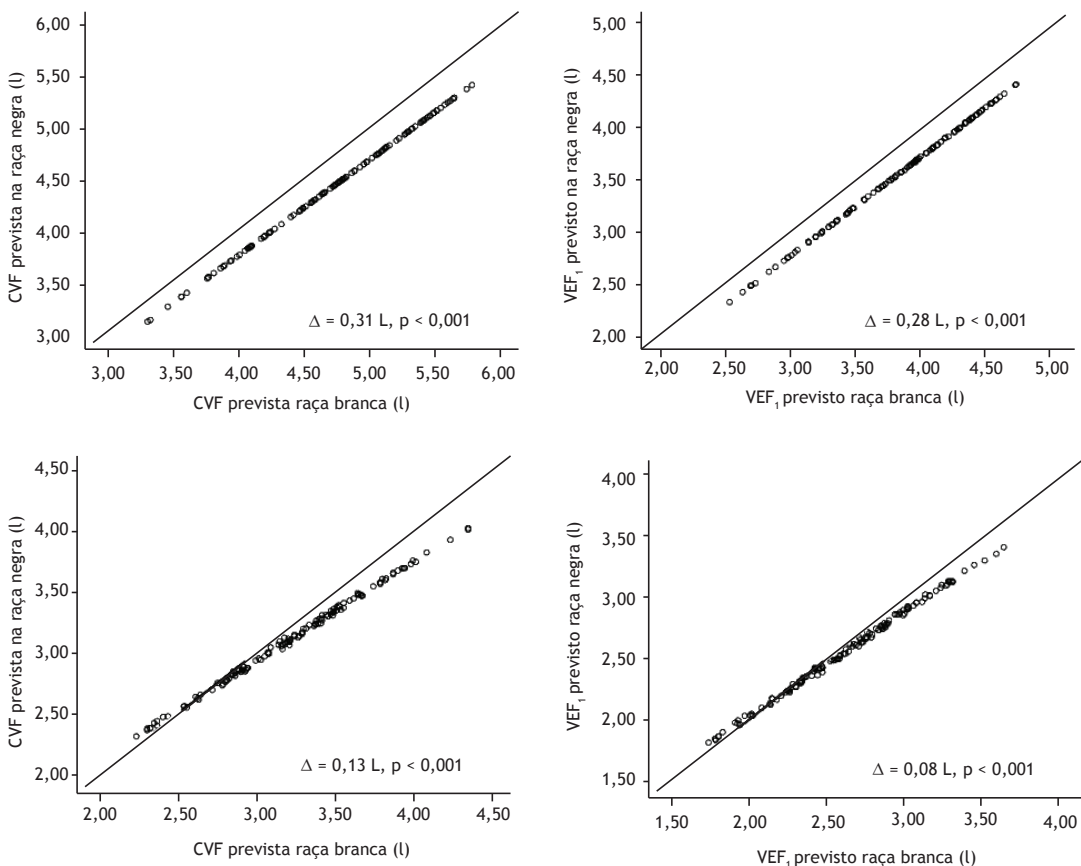 CVF prevista na raça negra (l)
6,00
5,50
5,00
4,50
4,00
3,50
3,00
Δ = 0,31 L, p < 0,001
3,00 3,50 4,00 4,50 5,00 5,50 6,00
CVF prevista raça branca (l)
VEF1 previsto na raça negra (l)
5,00
4,50
4,00
3,50
3,00
2,50
2,00
Δ = 0,28 L, p < 0,001
2,00 2,50 3,00 3,50 4,00 4,50 5,00
VEF1 previsto raça branca (l)
CVF prevista na raça negra (l)
4,50
4,00
3,50
3,00
2,50
2,00
Δ = 0,13 L, p < 0,001
2,00 2,50 3,00 3,50 4,00 4,50
CVF prevista raça branca (l)
VEF1 previsto raça negra (l)
4,00
3,50
3,00
2,50
2,00
1,50
Δ = 0,08 L, p < 0,001
1,50 2,00 2,50 3,00 3,50 4,00
VEF1 previsto raça branca (l)